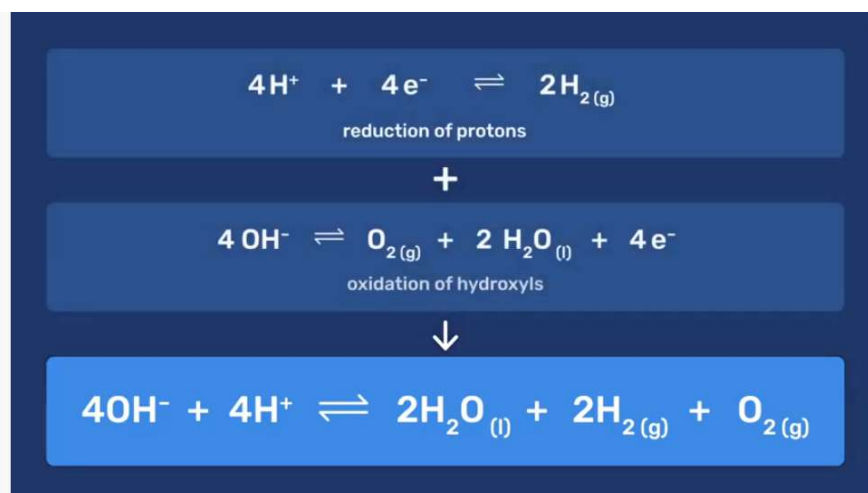 4H⁺ + 4e⁻ ⇌ 2H₂ (g)
reduction of protons
+
4 OH⁻ ⇌ O₂ (g) + 2 H₂O (l) + 4e⁻
oxidation of hydroxyls
↓
4OH⁻ + 4H⁺ ⇌ 2H₂O (l) + 2H₂ (g) + O₂ (g)